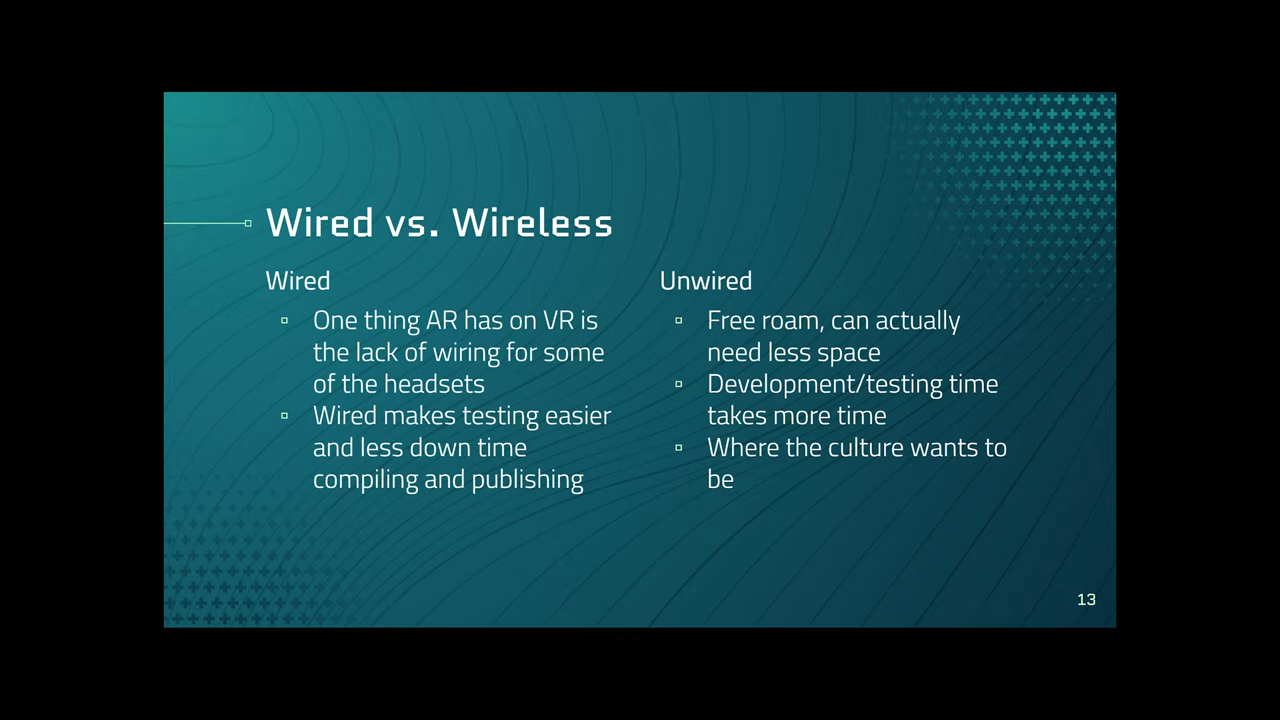 Wired vs. Wireless
Wired
One thing AR has on VR is
the lack of wiring for some
of the headsets
Wired makes testing easier
and less down time
compiling and publishing
Unwired
Free roam, can actually
need less space
Development/testing time
takes more time
Where the culture wants to
be
13